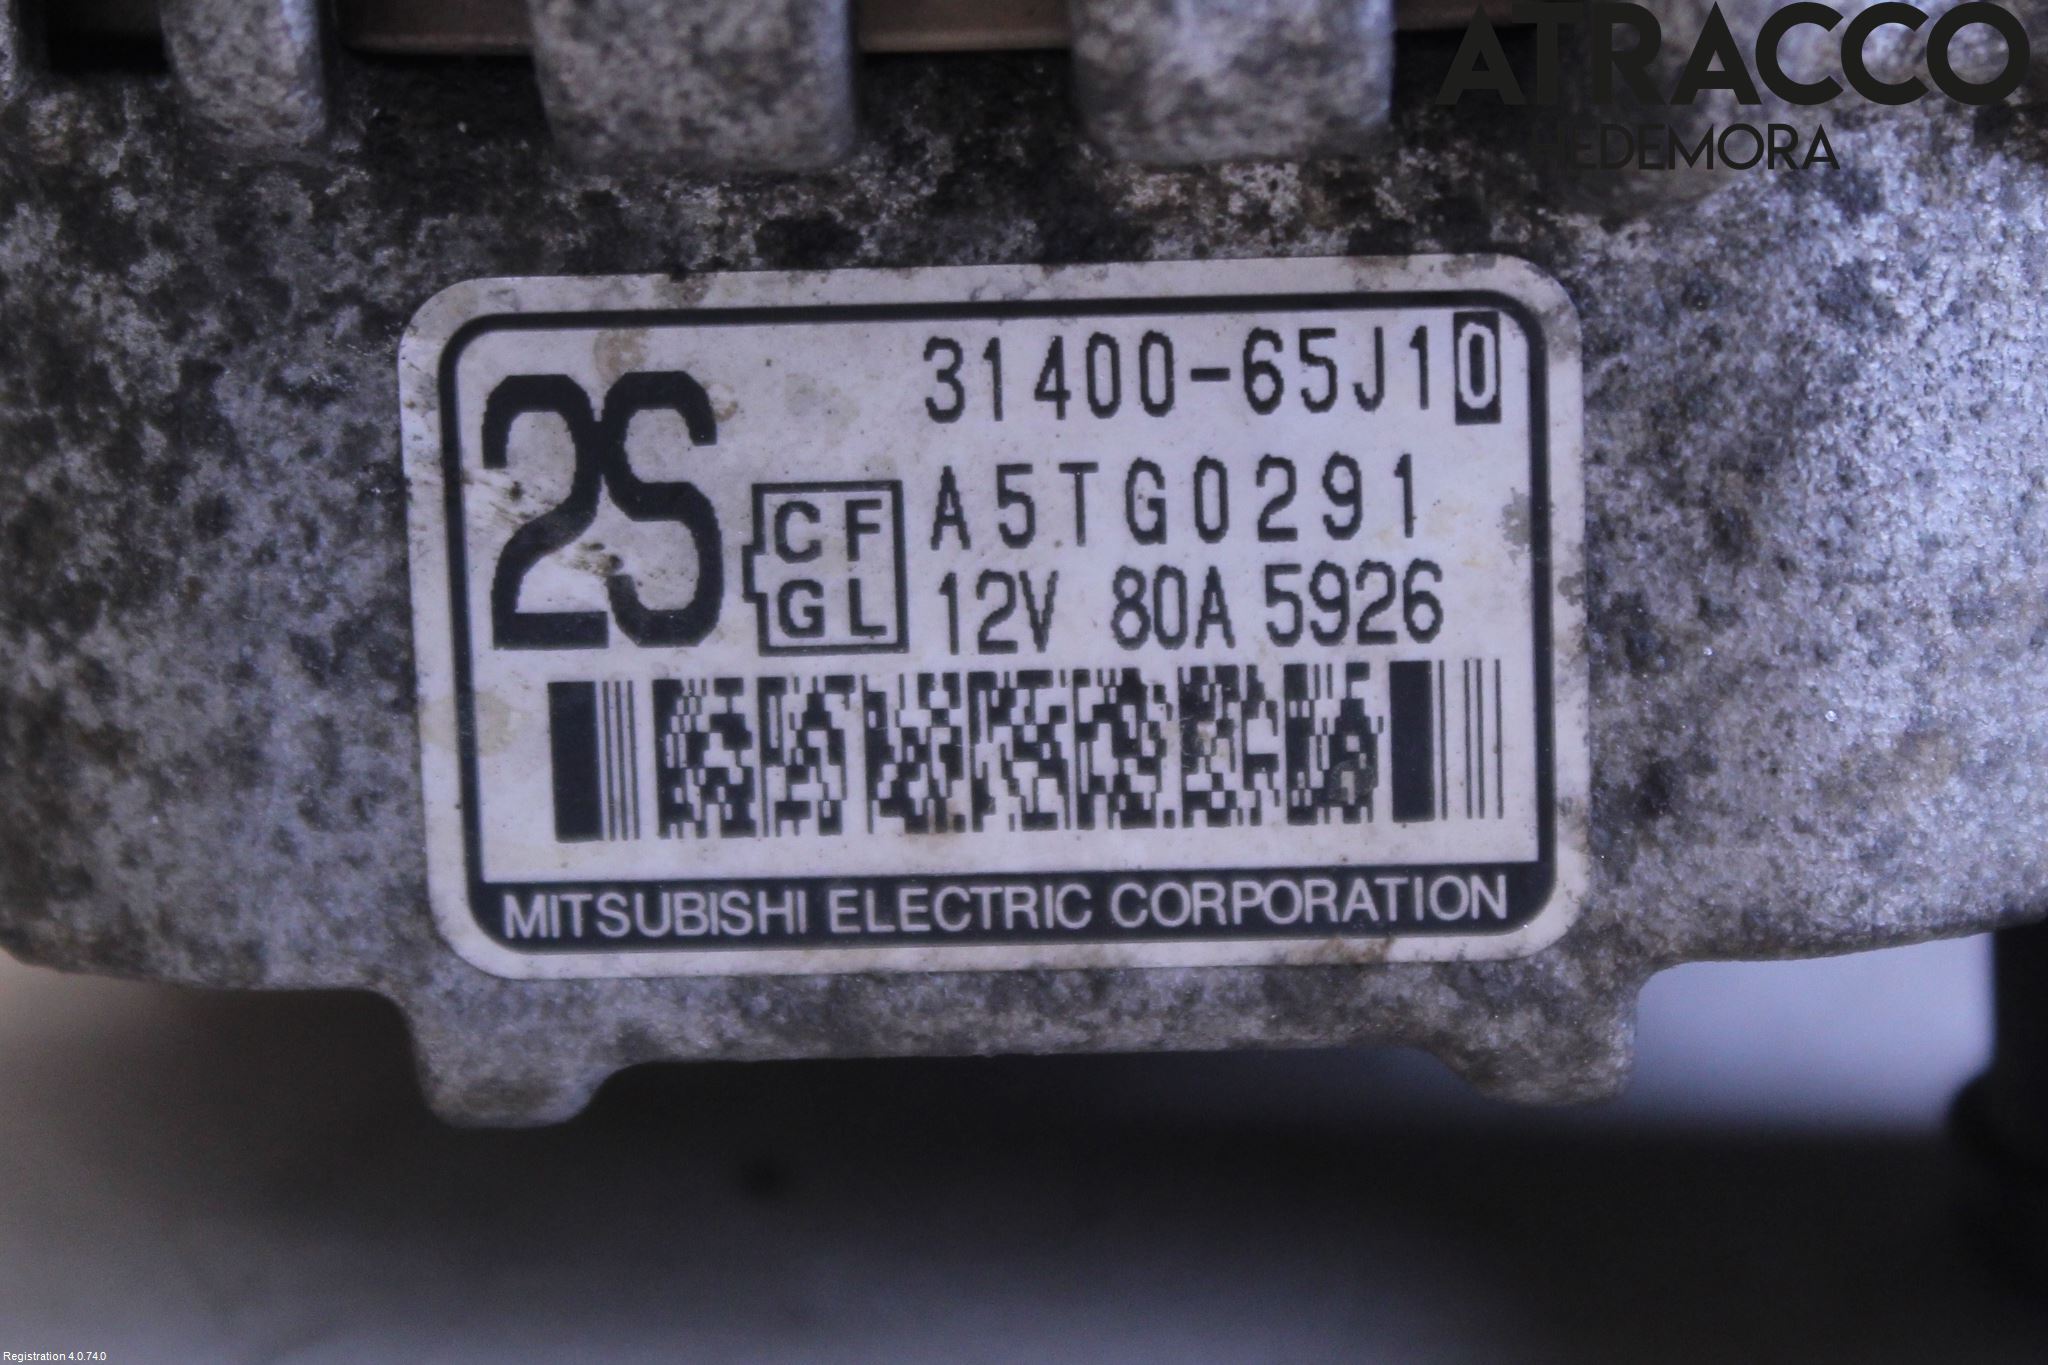 ATRACCO
HEDEMORA
31400-65J10
2S
CF
GL
A5TG0291
12V 80A 5926
MITSUBISHI ELECTRIC CORPORATION
Registration 4.0.74.0